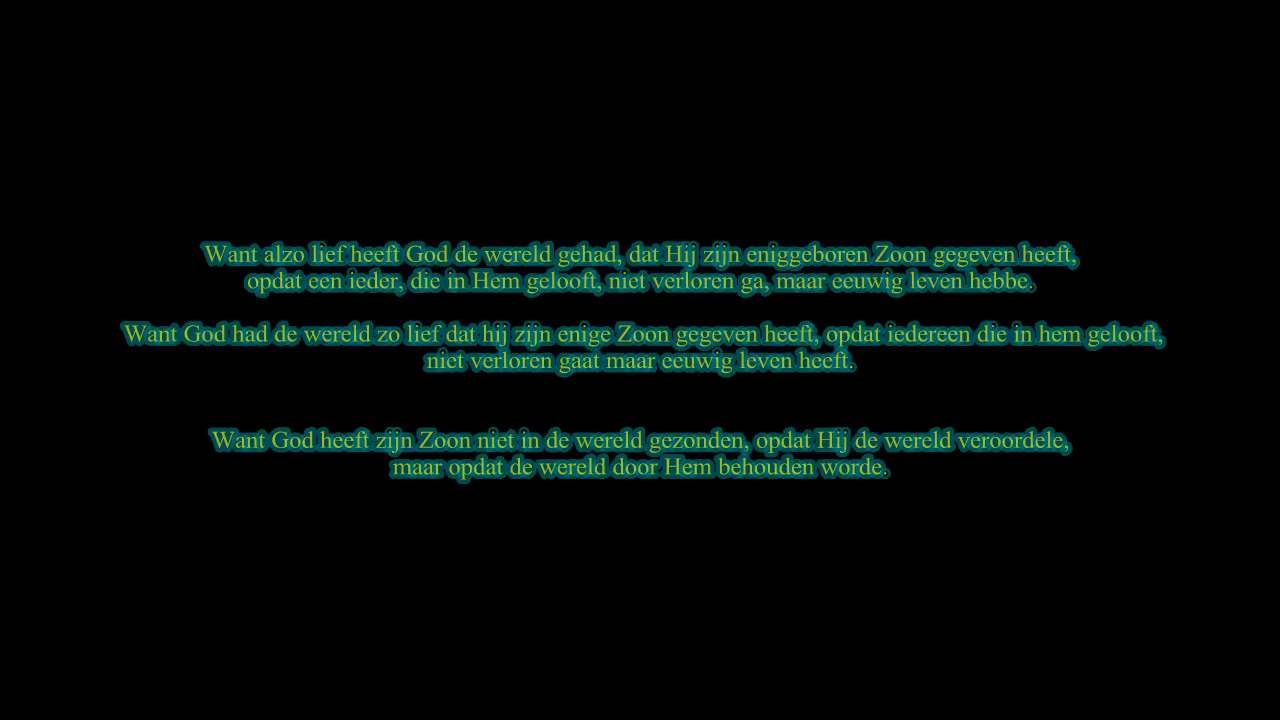 Want alzo lief heeft God de wereld gehad, dat Hij zijn eniggeboren Zoon gegeven heeft,
opdat een ieder, die in Hem gelooft, niet verloren ga, maar eeuwig leven hebbe.
Want God had de wereld zo lief dat hij zijn enige Zoon gegeven heeft, opdat iedereen die in hem gelooft,
niet verloren gaat maar eeuwig leven heeft.
Want God heeft zijn Zoon niet in de wereld gezonden, opdat Hij de wereld veroordele,
maar opdat de wereld door Hem behouden worde.